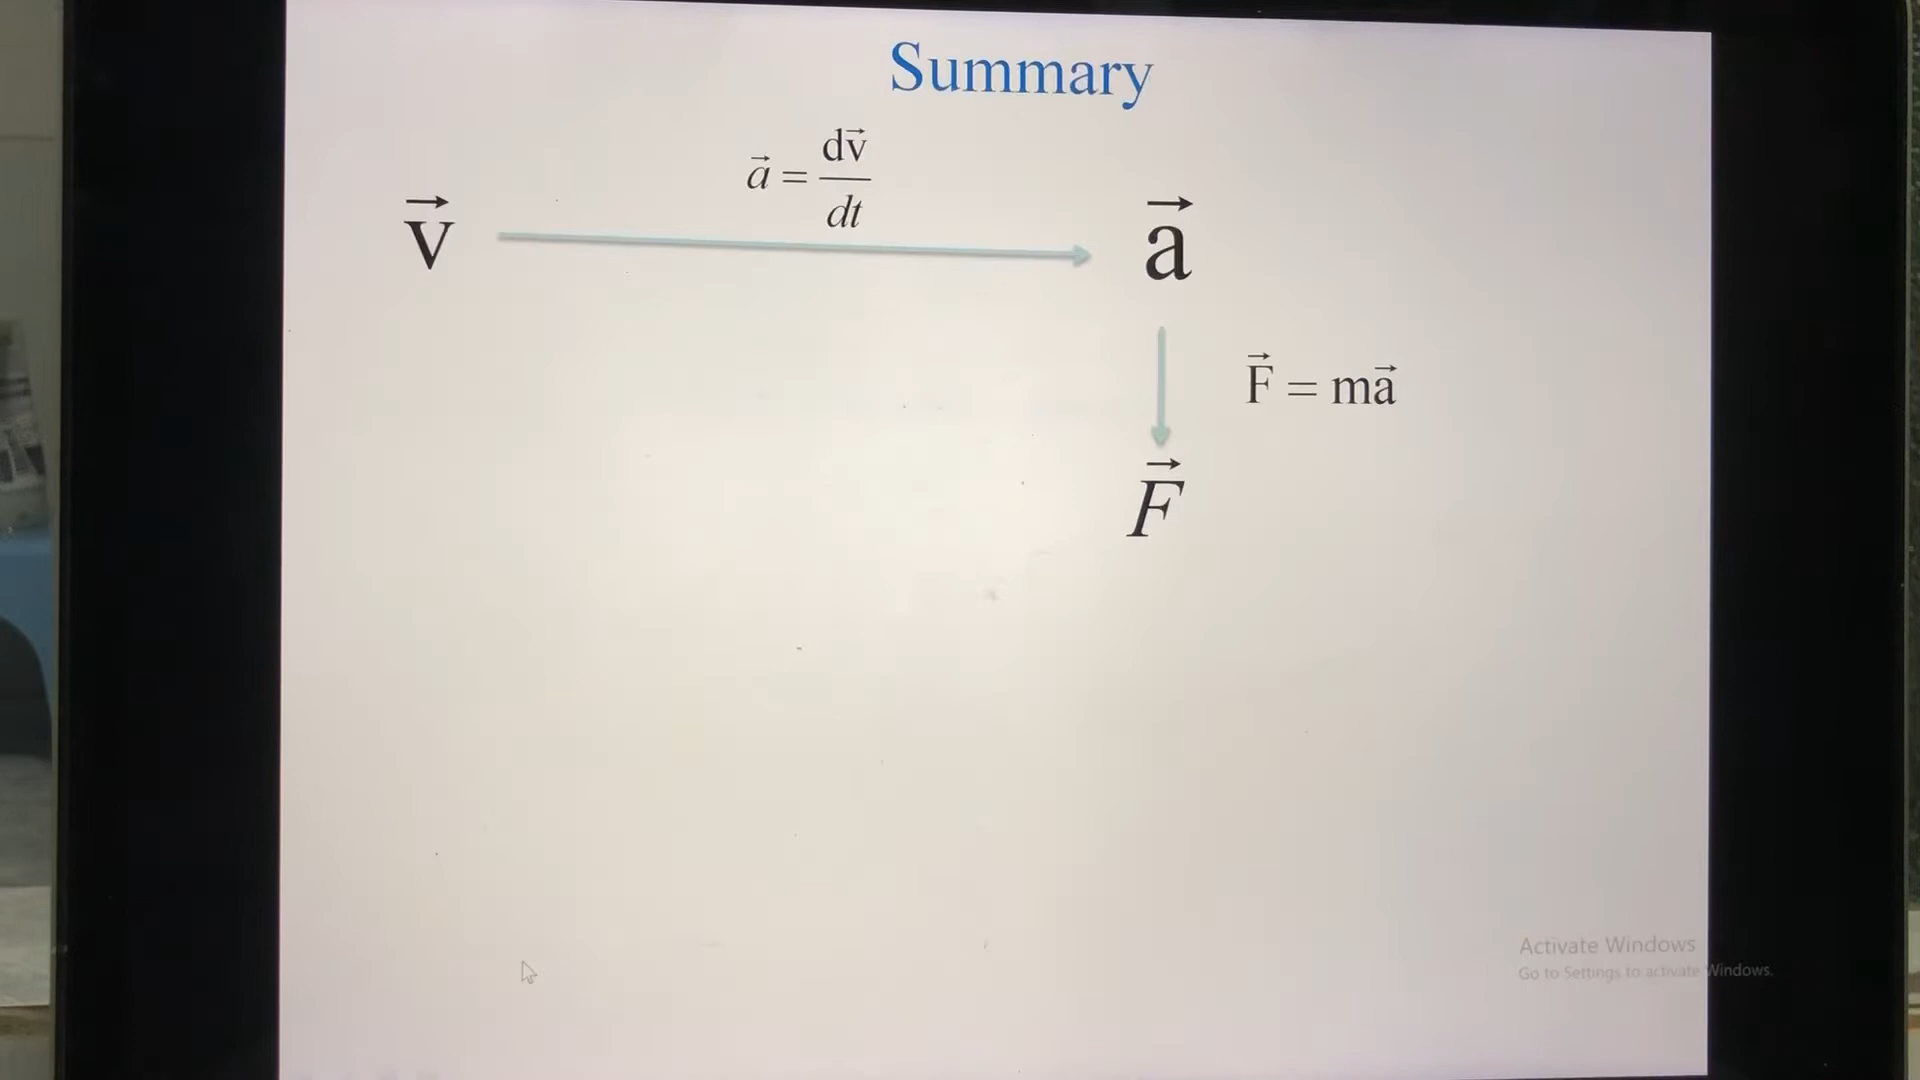 Summary
a⃗ = dv⃗/dt
v⃗
a⃗
F⃗ = ma⃗
F⃗
Activate Windows
Go to Settings to activate Windows.